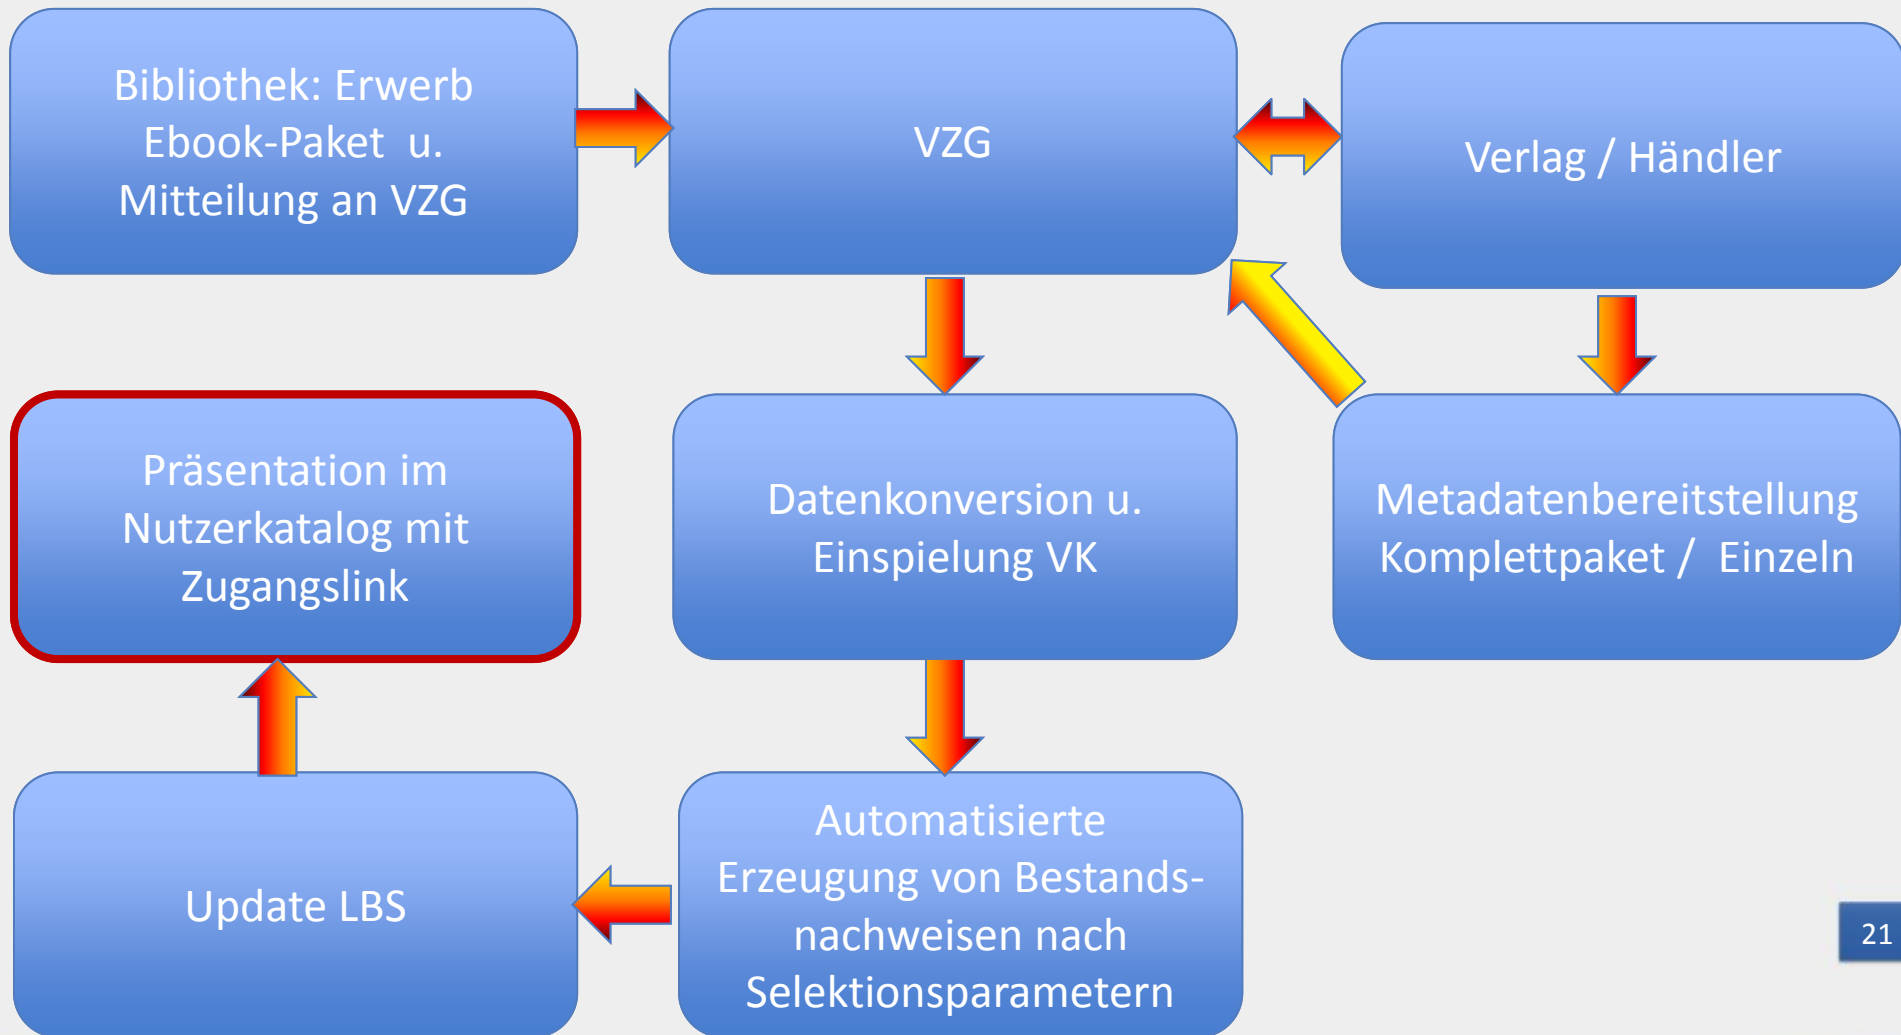 Bibliothek: Erwerb
Ebook-Paket u.
Mitteilung an VZG
VZG
Verlag / Händler
Präsentation im
Nutzerkatalog mit
Zugangslink
Datenkonversion u.
Einspielung VK
Metadatenbereitstellung
Komplettpaket / Einzeln
Update LBS
Automatisierte
Erzeugung von Bestands-
nachweisen nach
Selektionsparametern
21